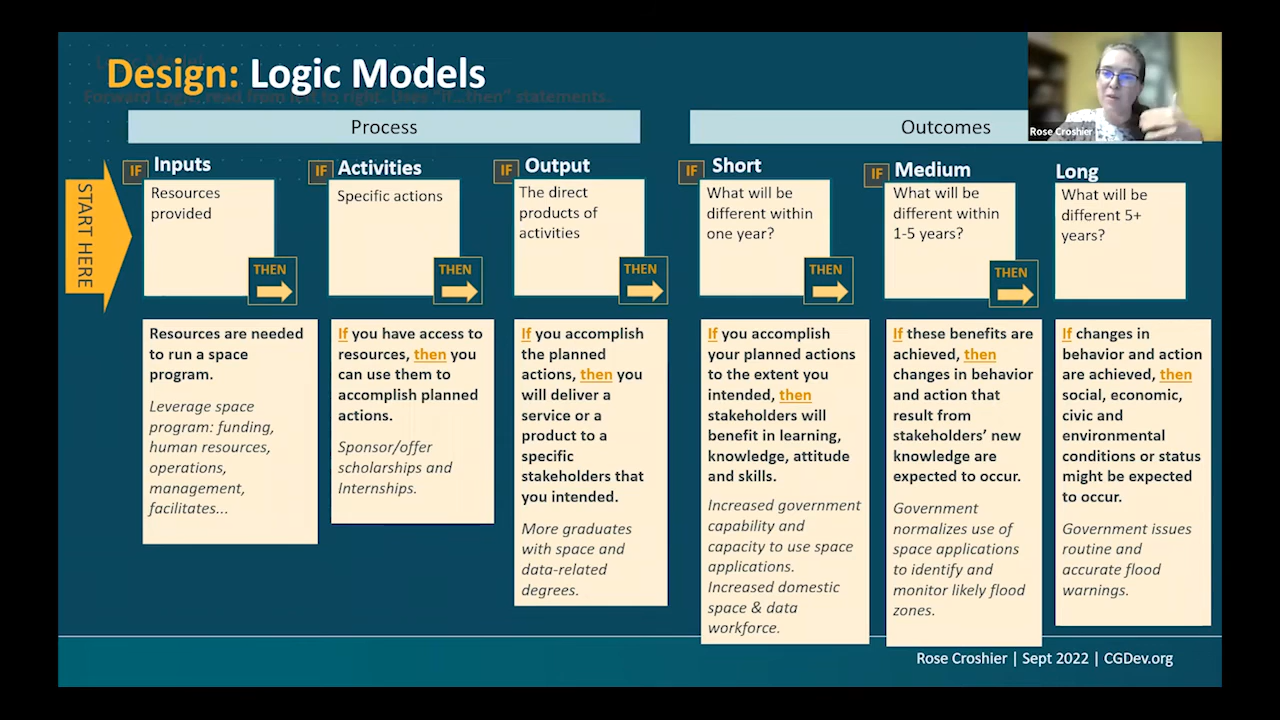 Design: Logic Models
Forward Logic: read from left to right. Uses "if...then" statements.
Rose Croshier
Process
Outcomes
START HERE
IF
Inputs
Resources
provided
THEN
IF
Activities
Specific actions
THEN
IF
Output
The direct
products of
activities
THEN
IF
Short
What will be
different within
one year?
THEN
IF
Medium
What will be
different within
1-5 years?
THEN
Long
What will be
different 5+
years?
Resources are needed
to run a space
program.
Leverage space
program: funding,
human resources,
operations,
management,
facilitates...
If you have access to
resources, then you
can use them to
accomplish planned
actions.
Sponsor/offer
scholarships and
Internships.
If you accomplish
the planned
actions, then you
will deliver a
service or a
product to a
specific
stakeholders that
you intended.
More graduates
with space and
data-related
degrees.
If you accomplish
your planned actions
to the extent you
intended, then
stakeholders will
benefit in learning,
knowledge, attitude
and skills.
Increased government
capability and
capacity to use space
applications.
Increased domestic
space & data
workforce.
If these benefits are
achieved, then
changes in behavior
and action that
result from
stakeholders' new
knowledge are
expected to occur.
Government
normalizes use of
space applications
to identify and
monitor likely flood
zones.
If changes in
behavior and action
are achieved, then
social, economic,
civic and
environmental
conditions or status
might be expected
to occur.
Government issues
routine and
accurate flood
warnings.
Rose Croshier | Sept 2022 | CGDev.org